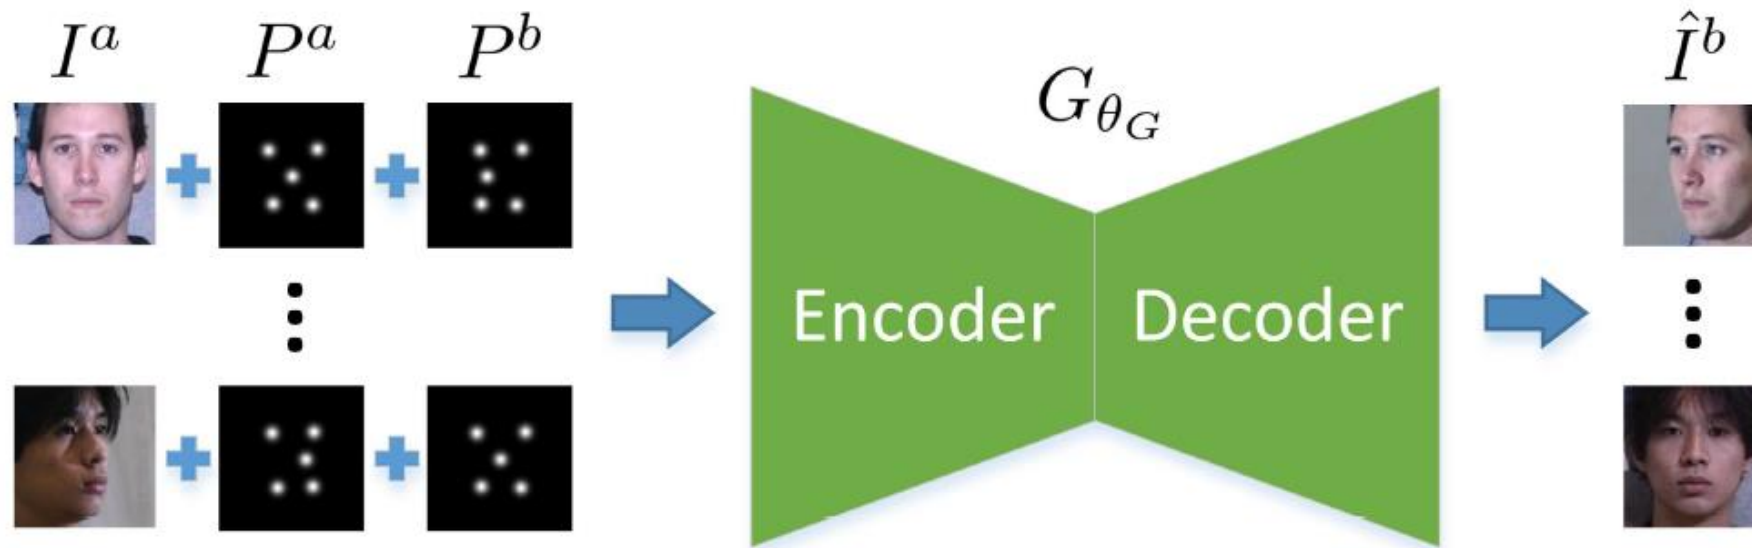 I^a P^a P^b
G_{θ_G}
Î^b
Encoder Decoder